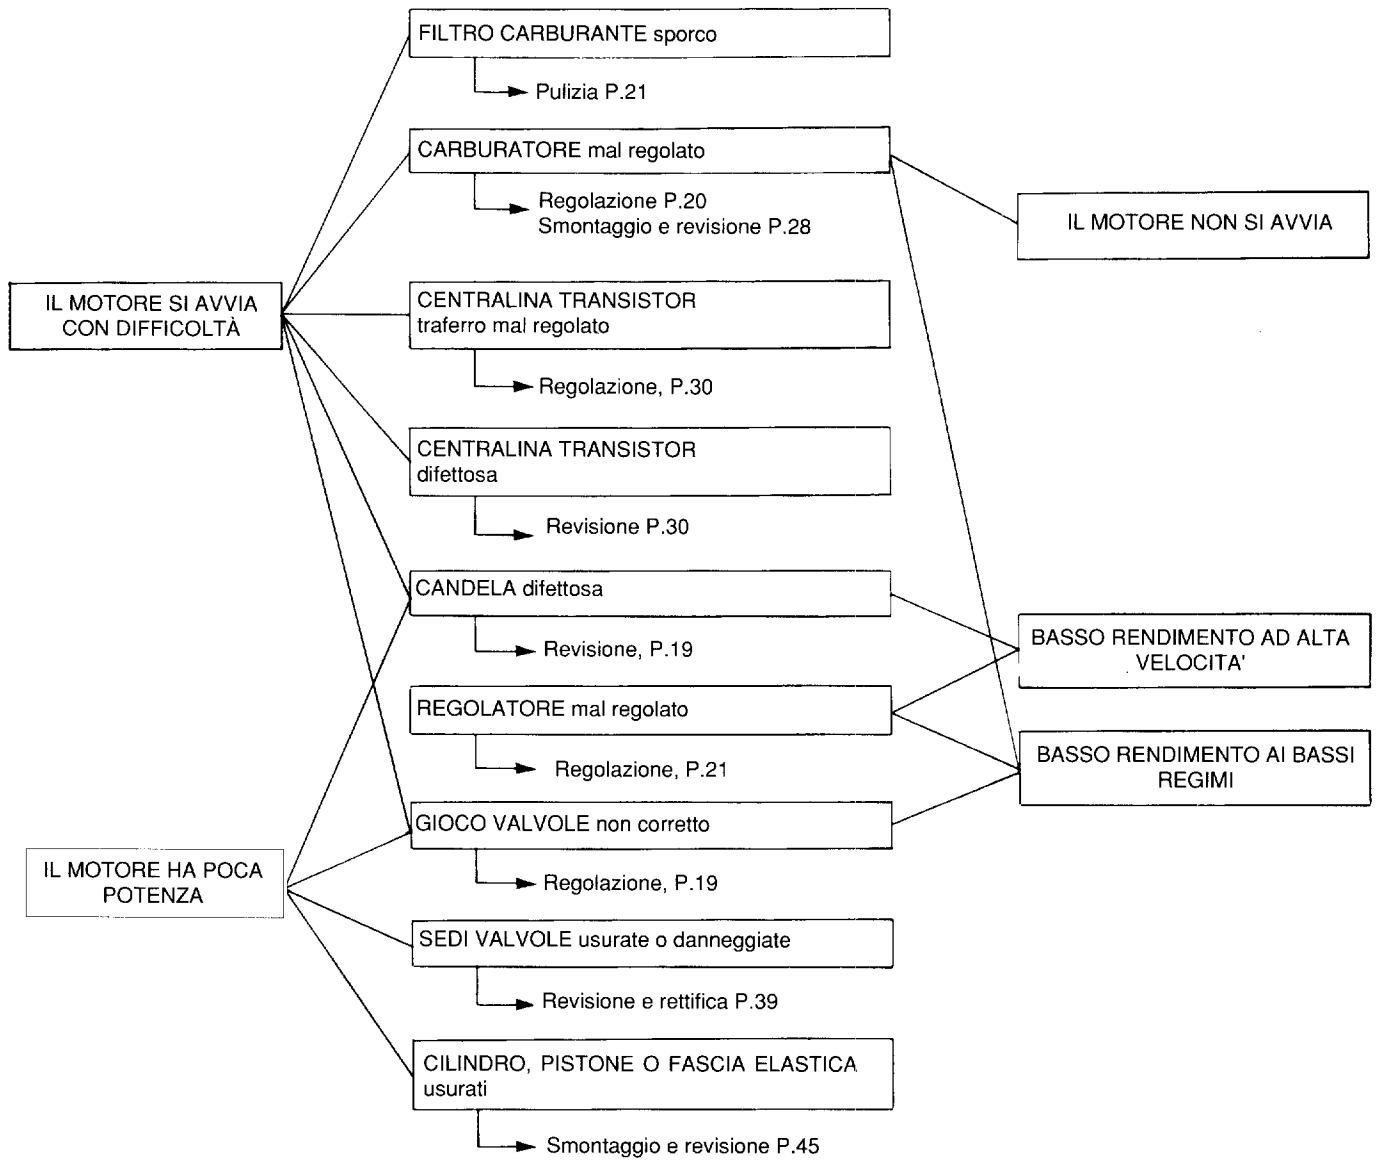 FILTRO CARBURANTE sporco
Pulizia P.21
CARBURATORE mal regolato
Regolazione P.20
Smontaggio e revisione P.28
IL MOTORE NON SI AVVIA
IL MOTORE SI AVVIA
CON DIFFICOLTÀ
CENTRALINA TRANSISTOR
traferro mal regolato
Regolazione, P.30
CENTRALINA TRANSISTOR
difettosa
Revisione P.30
CANDELA difettosa
Revisione, P.19
BASSO RENDIMENTO AD ALTA
VELOCITA'
REGOLATORE mal regolato
Regolazione, P.21
BASSO RENDIMENTO AI BASSI
REGIMI
GIOCO VALVOLE non corretto
Regolazione, P.19
IL MOTORE HA POCA
POTENZA
SEDI VALVOLE usurate o danneggiate
Revisione e rettifica P.39
CILINDRO, PISTONE O FASCIA ELASTICA
usurati
Smontaggio e revisione P.45